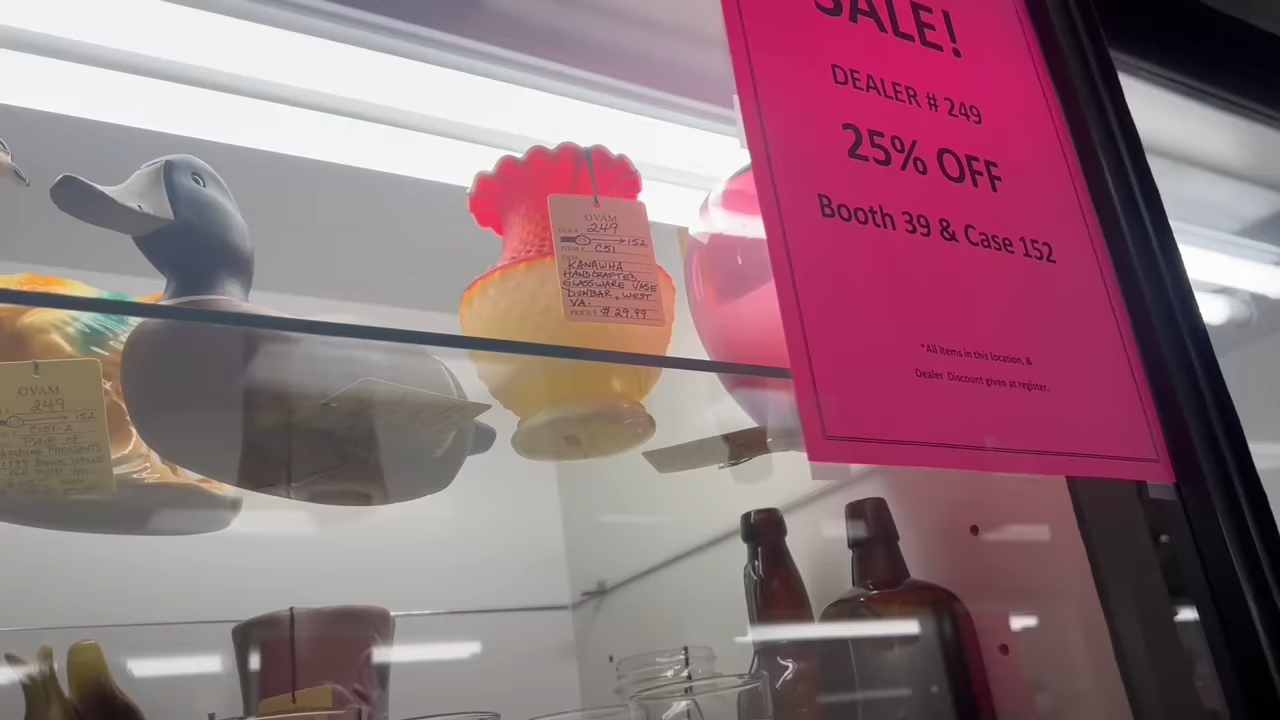 SALE!
DEALER # 249
25% OFF
Booth 39 & Case 152
*All items in this location, &
Dealer Discount given at register.
OVAM
249
152
C51
KANAWHA
HANDCRAFTED
GLASSWARE VASE
DUNBAR, WEST
VA.
PRICE $ 29.99
OVAM
249
152
C151-2
PAIR OF